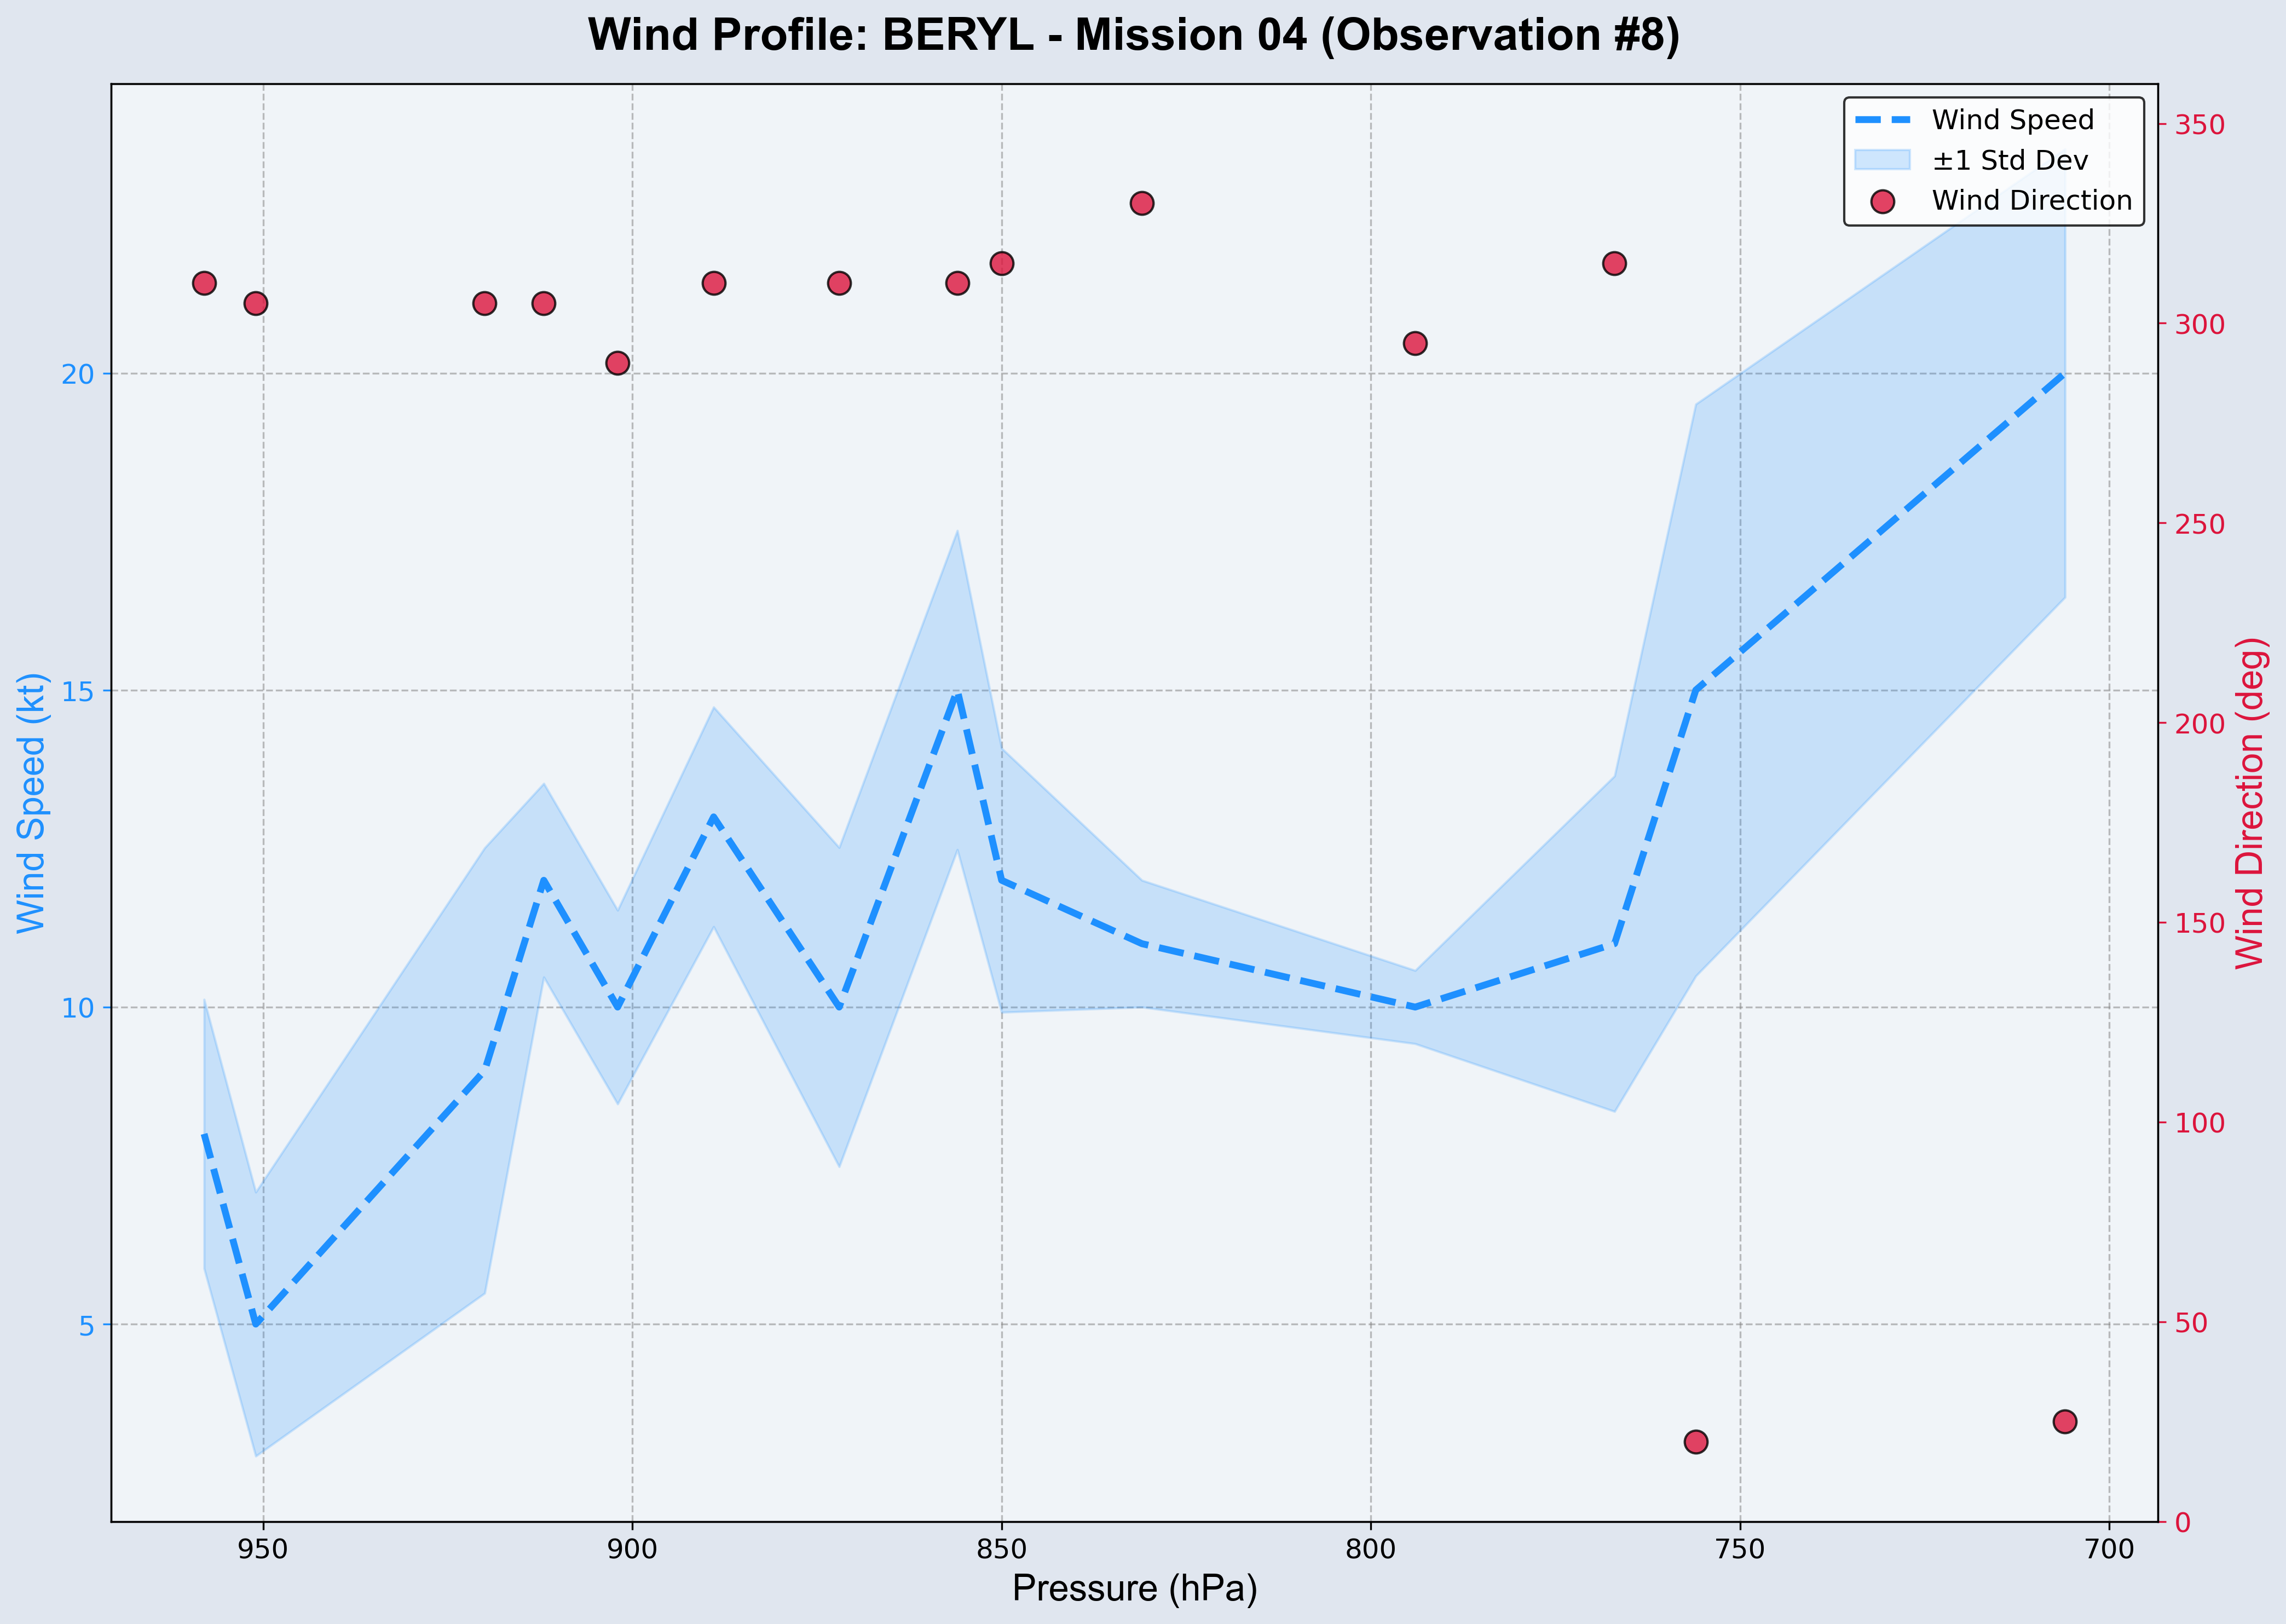 Wind Profile: BERYL - Mission 04 (Observation #8)
Wind Speed
±1 Std Dev
Wind Direction
Wind Speed (kt)
20
15
10
5
350
300
250
200
150
100
50
0
Wind Direction (deg)
950 900 850 800 750 700
Pressure (hPa)